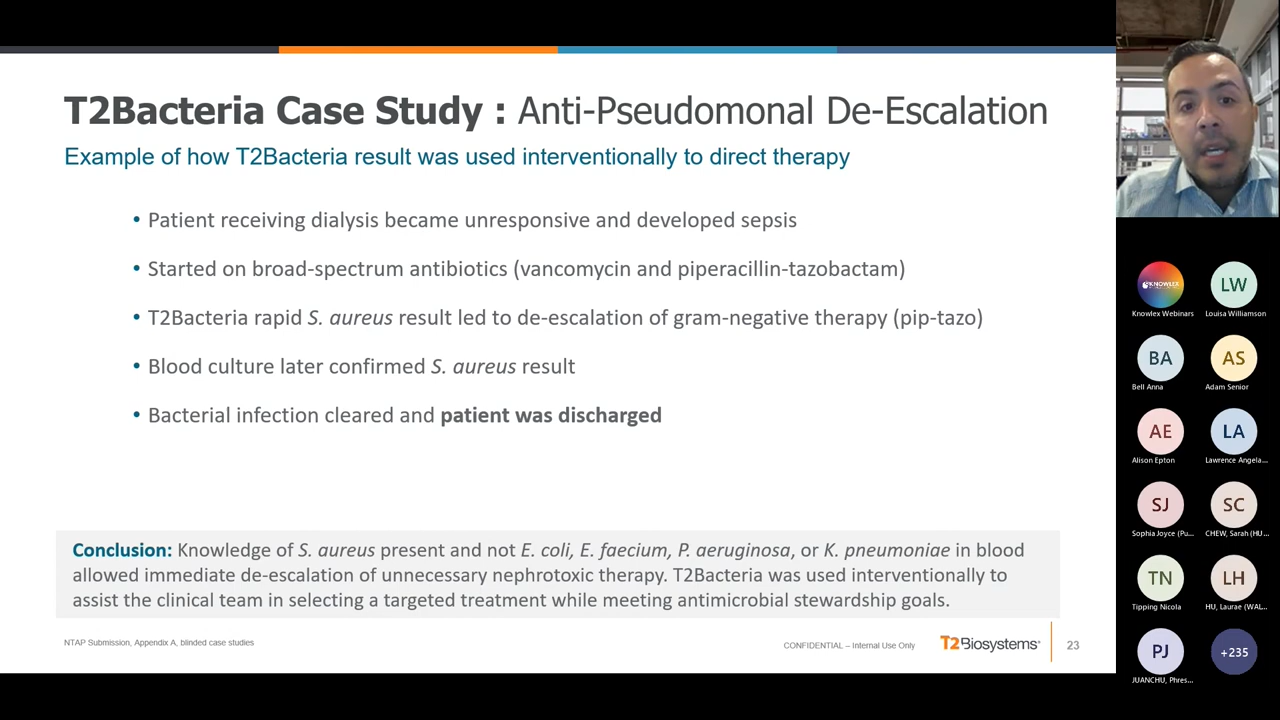 T2Bacteria Case Study : Anti-Pseudomonal De-Escalation
Example of how T2Bacteria result was used interventionally to direct therapy
• Patient receiving dialysis became unresponsive and developed sepsis
• Started on broad-spectrum antibiotics (vancomycin and piperacillin-tazobactam)
• T2Bacteria rapid S. aureus result led to de-escalation of gram-negative therapy (pip-tazo)
• Blood culture later confirmed S. aureus result
• Bacterial infection cleared and patient was discharged
Conclusion: Knowledge of S. aureus present and not E. coli, E. faecium, P. aeruginosa, or K. pneumoniae in blood
allowed immediate de-escalation of unnecessary nephrotoxic therapy. T2Bacteria was used interventionally to
assist the clinical team in selecting a targeted treatment while meeting antimicrobial stewardship goals.
NTAP Submission, Appendix A, blinded case studies
CONFIDENTIAL – Internal Use Only
T2Biosystems®
23
KNOWLEX
Knowlex Webinars
LW
Louisa Williamson
BA
Bell Anna
AS
Adam Senior
AE
Alison Epton
LA
Lawrence Angela...
SJ
Sophia Joyce (Pu...
SC
CHEW, Sarah (HU...
TN
Tipping Nicola
LH
HU, Laurae (WAL...
PJ
JUANCHU, Phres...
+235